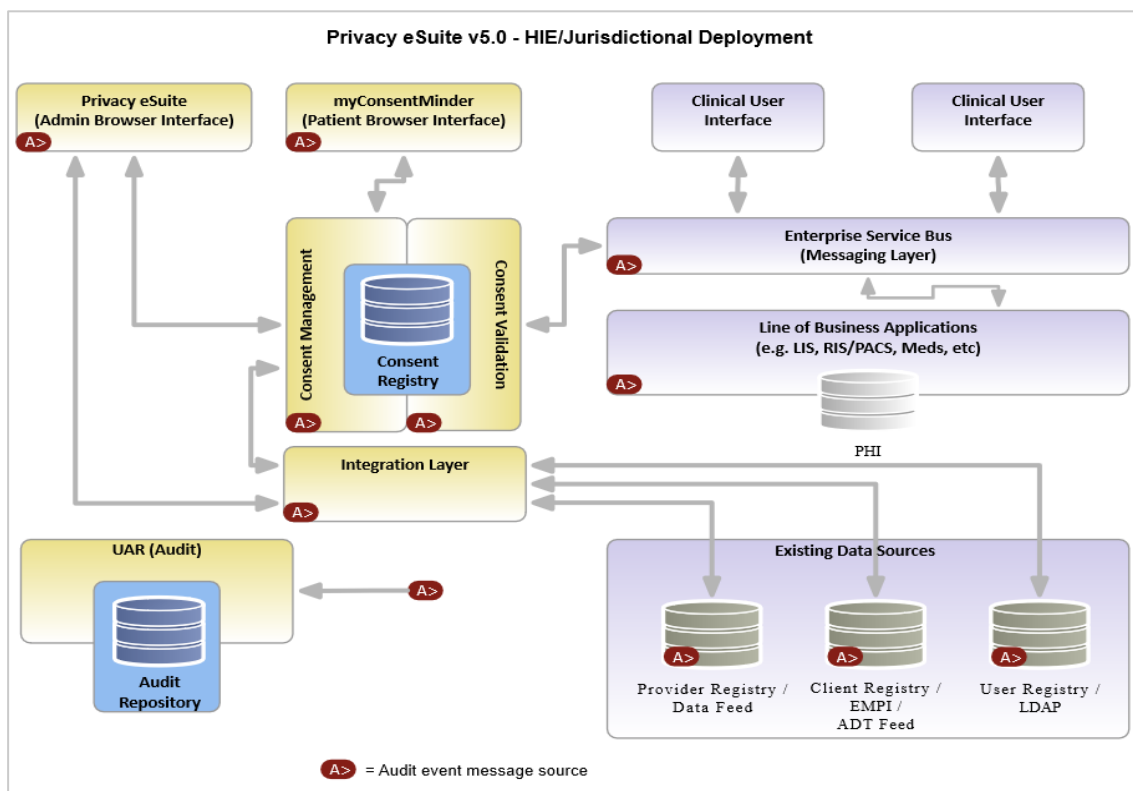 Privacy eSuite v5.0 - HIE/Jurisdictional Deployment
Privacy eSuite
(Admin Browser Interface)
A>
myConsentMinder
(Patient Browser Interface)
A>
Clinical User
Interface
Clinical User
Interface
Consent Management
A>
Consent
Registry
Consent Validation
A>
Enterprise Service Bus
(Messaging Layer)
A>
Line of Business Applications
(e.g. LIS, RIS/PACS, Meds, etc)
A>
PHI
Integration Layer
A>
UAR (Audit)
Audit
Repository
A>
Existing Data Sources
A>
Provider Registry /
Data Feed
A>
Client Registry /
EMPI /
ADT Feed
A>
User Registry /
LDAP
A> = Audit event message source